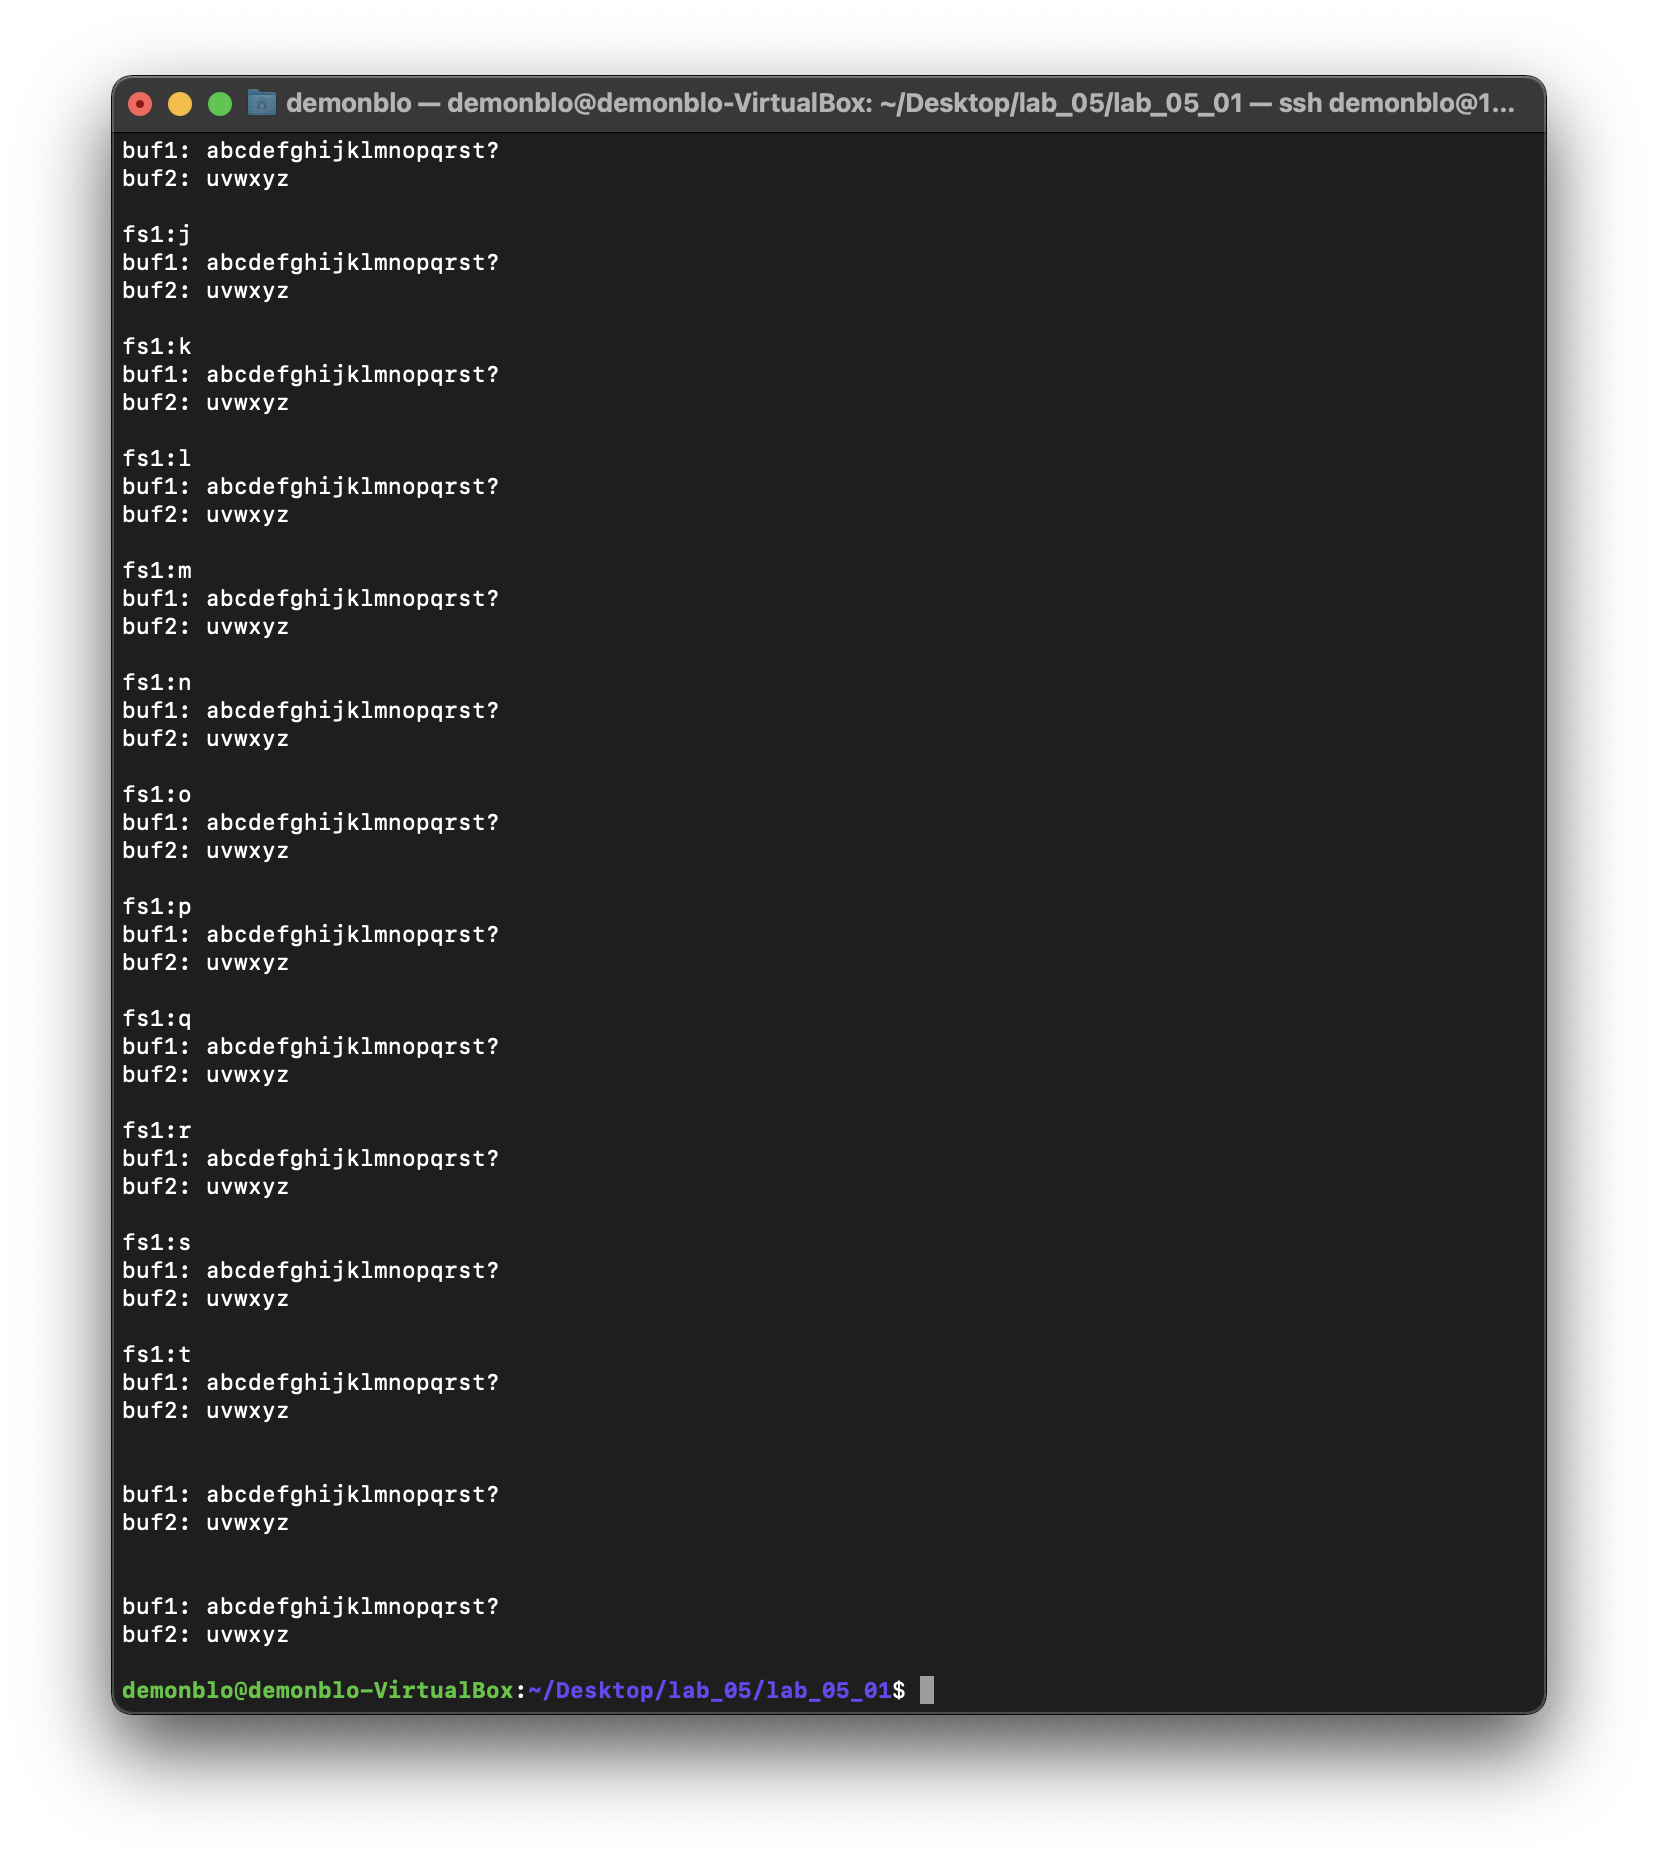 demonblo — demonblo@demonblo-VirtualBox: ~/Desktop/lab_05/lab_05_01 — ssh demonblo@1...
buf1: abcdefghijklmnopqrst?
buf2: uvwxyz
fs1:j
buf1: abcdefghijklmnopqrst?
buf2: uvwxyz
fs1:k
buf1: abcdefghijklmnopqrst?
buf2: uvwxyz
fs1:l
buf1: abcdefghijklmnopqrst?
buf2: uvwxyz
fs1:m
buf1: abcdefghijklmnopqrst?
buf2: uvwxyz
fs1:n
buf1: abcdefghijklmnopqrst?
buf2: uvwxyz
fs1:o
buf1: abcdefghijklmnopqrst?
buf2: uvwxyz
fs1:p
buf1: abcdefghijklmnopqrst?
buf2: uvwxyz
fs1:q
buf1: abcdefghijklmnopqrst?
buf2: uvwxyz
fs1:r
buf1: abcdefghijklmnopqrst?
buf2: uvwxyz
fs1:s
buf1: abcdefghijklmnopqrst?
buf2: uvwxyz
fs1:t
buf1: abcdefghijklmnopqrst?
buf2: uvwxyz
buf1: abcdefghijklmnopqrst?
buf2: uvwxyz
buf1: abcdefghijklmnopqrst?
buf2: uvwxyz
demonblo@demonblo-VirtualBox:~/Desktop/lab_05/lab_05_01$